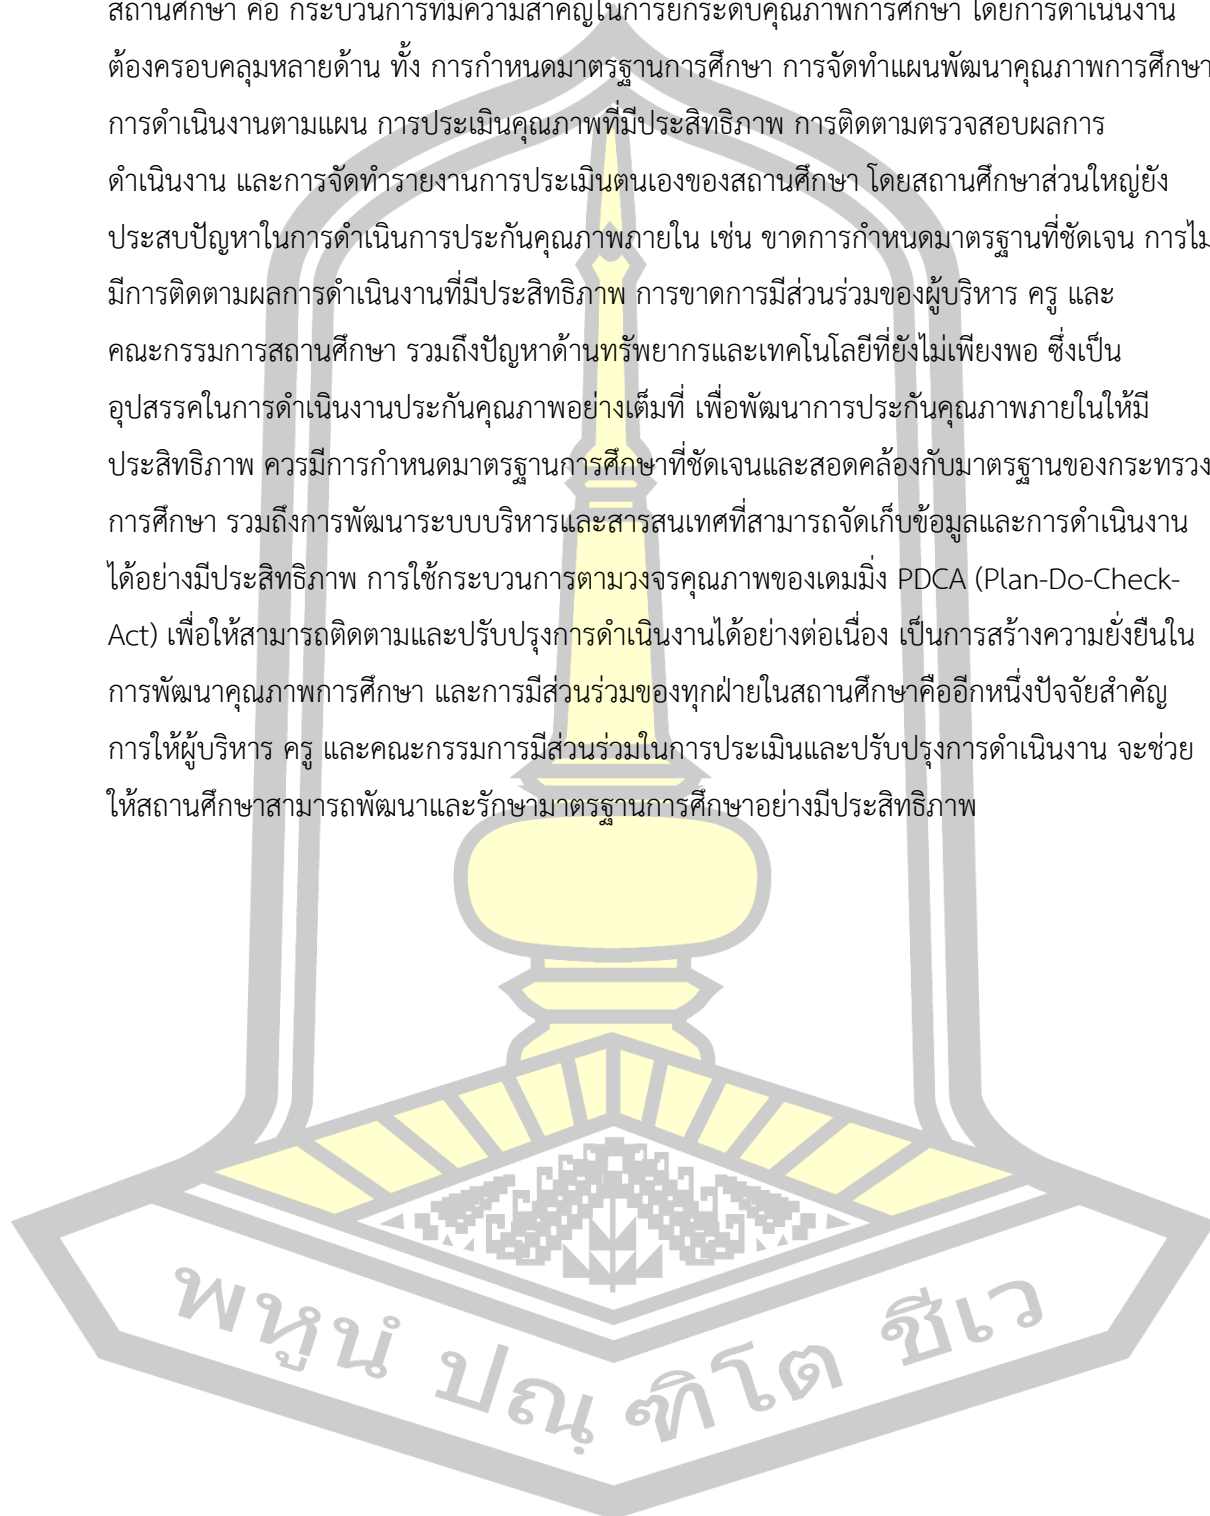 สถานศึกษา คือ กระบวนการที่มีความสำคัญในการยกระดับคุณภาพการศึกษา โดยการดำเนินงาน
ต้องครอบคลุมหลายด้าน ทั้ง การกำหนดมาตรฐานการศึกษา การจัดทำแผนพัฒนาคุณภาพการศึกษา
การดำเนินงานตามแผน การประเมินคุณภาพที่มีประสิทธิภาพ การติดตามตรวจสอบผลการ
ดำเนินงาน และการจัดทำรายงานการประเมินตนเองของสถานศึกษา โดยสถานศึกษาส่วนใหญ่ยัง
ประสบปัญหาในการดำเนินการประกันคุณภาพภายใน เช่น ขาดการกำหนดมาตรฐานที่ชัดเจน การไม่
มีการติดตามผลการดำเนินงานที่มีประสิทธิภาพ การขาดการมีส่วนร่วมของผู้บริหาร ครู และ
คณะกรรมการสถานศึกษา รวมถึงปัญหาด้านทรัพยากรและเทคโนโลยีที่ยังไม่เพียงพอ ซึ่งเป็น
อุปสรรคในการดำเนินงานประกันคุณภาพอย่างเต็มที่ เพื่อพัฒนาการประกันคุณภาพภายในให้มี
ประสิทธิภาพ ควรมีการกำหนดมาตรฐานการศึกษาที่ชัดเจนและสอดคล้องกับมาตรฐานของกระทรวง
การศึกษา รวมถึงการพัฒนาระบบบริหารและสารสนเทศที่สามารถจัดเก็บข้อมูลและการดำเนินงาน
ได้อย่างมีประสิทธิภาพ การใช้กระบวนการตามวงจรคุณภาพของเดมมิ่ง PDCA (Plan-Do-Check-
Act) เพื่อให้สามารถติดตามและปรับปรุงการดำเนินงานได้อย่างต่อเนื่อง เป็นการสร้างความยั่งยืนใน
การพัฒนาคุณภาพการศึกษา และการมีส่วนร่วมของทุกฝ่ายในสถานศึกษาคืออีกหนึ่งปัจจัยสำคัญ
การให้ผู้บริหาร ครู และคณะกรรมการมีส่วนร่วมในการประเมินและปรับปรุงการดำเนินงาน จะช่วย
ให้สถานศึกษาสามารถพัฒนาและรักษามาตรฐานการศึกษาอย่างมีประสิทธิภาพ
พหูนํ ปณฺฑิโต ชีเว